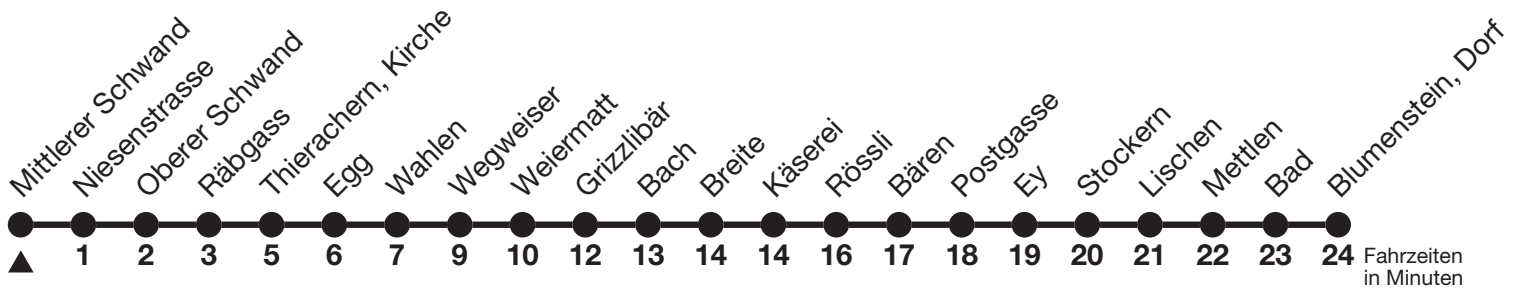 Mittlerer Schwand
Niesenstrasse
Oberer Schwand
Räbgass
Thierachern, Kirche
Egg
Wahlen
Wegweiser
Weiermatt
Grizzlibär
Bach
Breite
Käserei
Rössli
Bären
Postgasse
Ey
Stockern
Lischen
Mettlen
Bad
Blumenstein, Dorf
1 2 3 5 6 7 9 10 12 13 14 14 16 17 18 19 20 21 22 23 24
Fahrzeiten
in Minuten